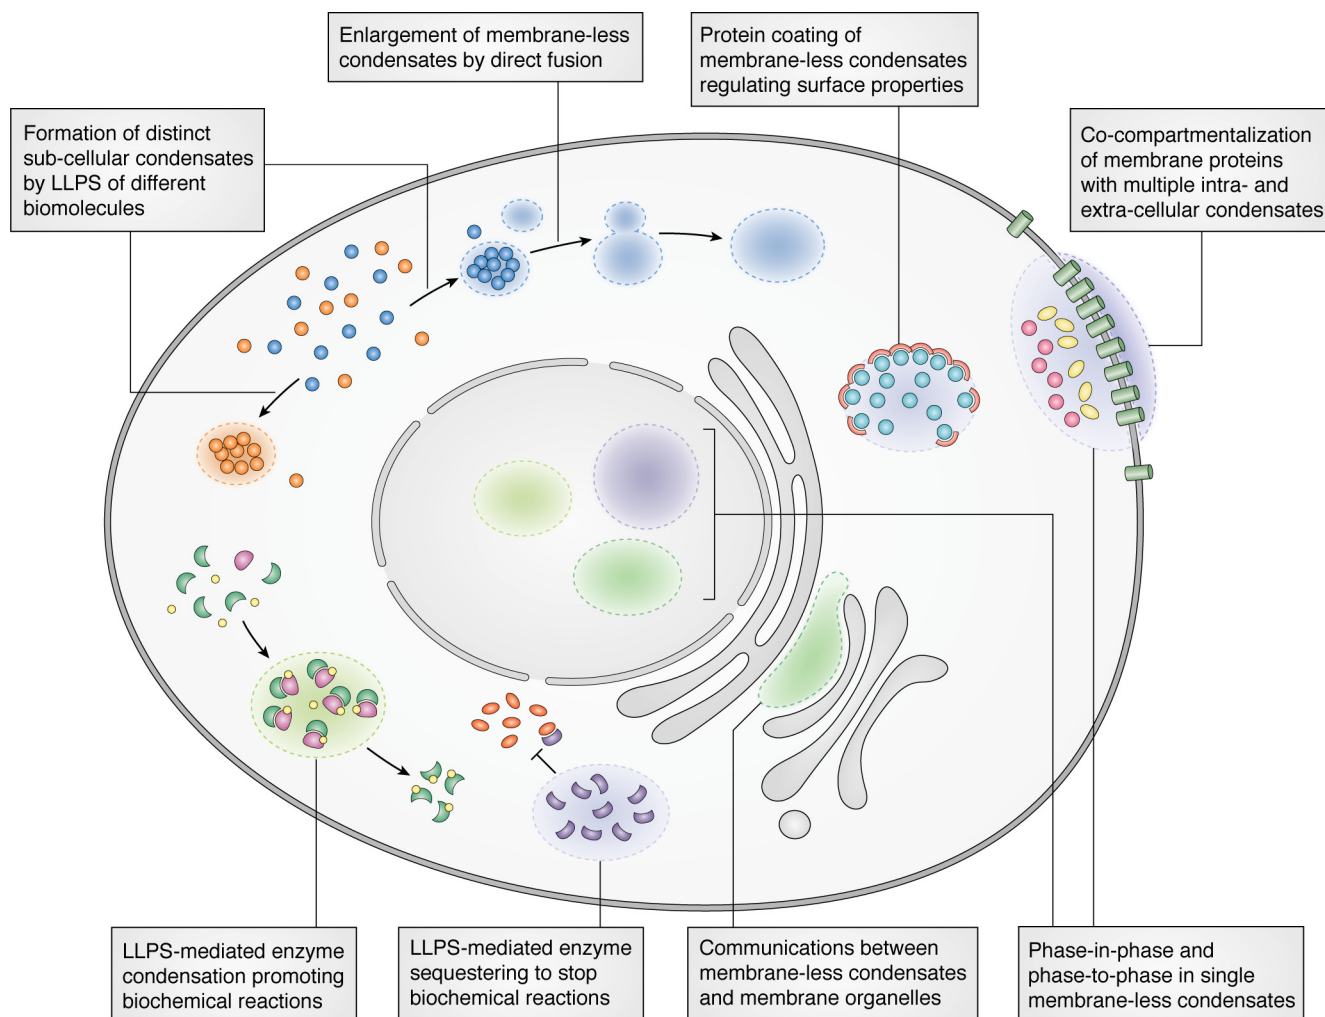 Enlargement of membrane-less
condensates by direct fusion
Protein coating of
membrane-less condensates
regulating surface properties
Formation of distinct
sub-cellular condensates
by LLPS of different
biomolecules
Co-compartmentalization
of membrane proteins
with multiple intra- and
extra-cellular condensates
LLPS-mediated enzyme
condensation promoting
biochemical reactions
LLPS-mediated enzyme
sequestering to stop
biochemical reactions
Communications between
membrane-less condensates
and membrane organelles
Phase-in-phase and
phase-to-phase in single
membrane-less condensates